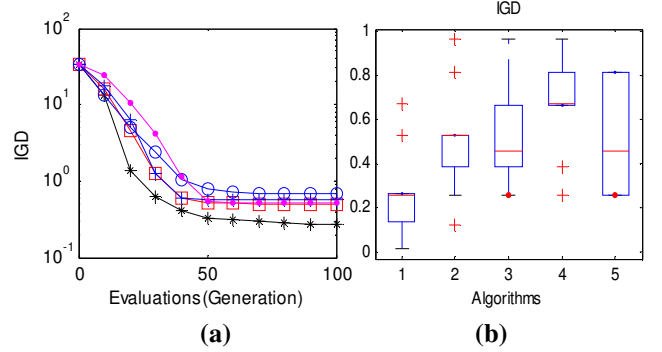 IGD
10^2
10^1
10^0
10^-1
IGD
0 50 100
Evaluations (Generation)
(a)
1
0.8
0.6
0.4
0.2
0
1 2 3 4 5
Algorithms
(b)